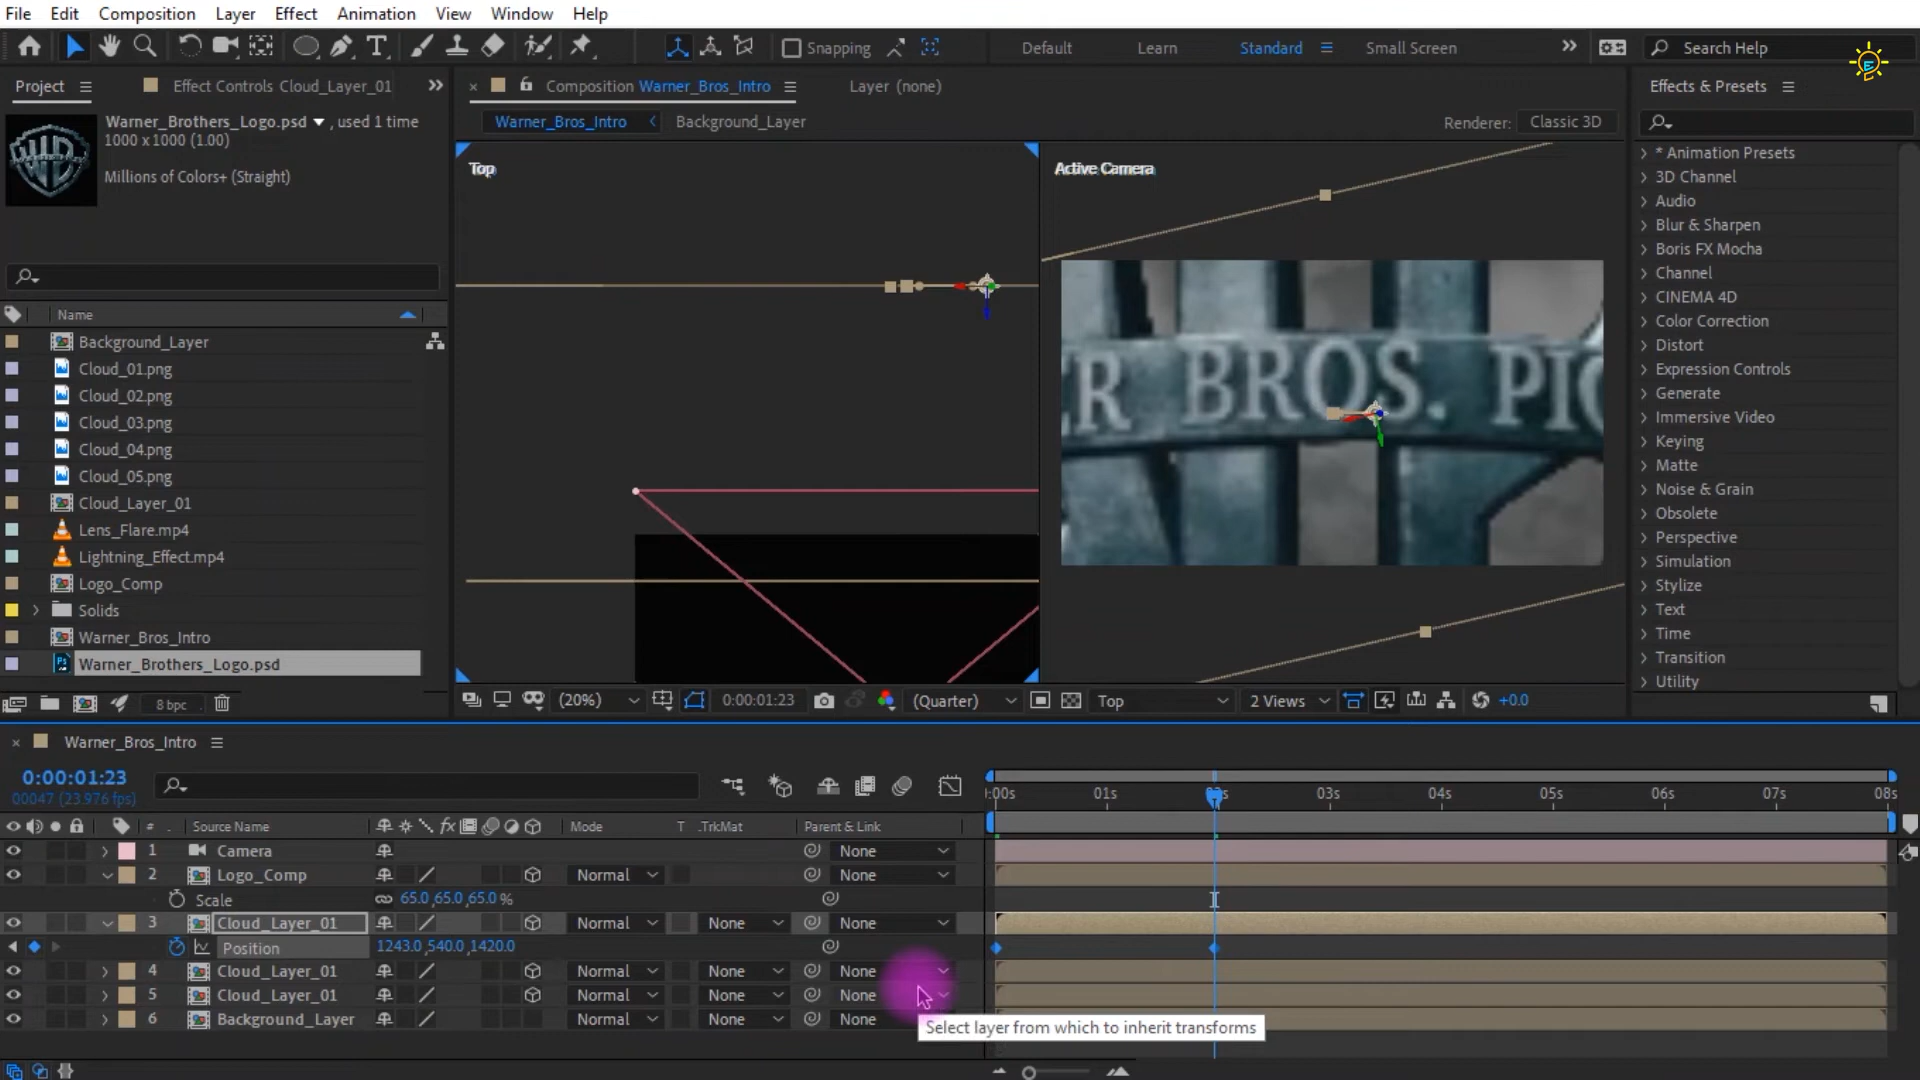 File Edit Composition Layer Effect Animation View Window Help
Snapping Default Learn Standard Small Screen Search Help
Project Effect Controls Cloud_Layer_01
Warner_Brothers_Logo.psd , used 1 time
1000 x 1000 (1.00)
Millions of Colors+ (Straight)
Name
Background_Layer
Cloud_01.png
Cloud_02.png
Cloud_03.png
Cloud_04.png
Cloud_05.png
Cloud_Layer_01
Lens_Flare.mp4
Lightning_Effect.mp4
Logo_Comp
Solids
Warner_Bros_Intro
Warner_Brothers_Logo.psd
8 bpc
Composition Warner_Bros_Intro Layer (none)
Warner_Bros_Intro Background_Layer Renderer: Classic 3D
Top
Active Camera
ER BROS. PIC
(20%) 0:00:01:23 (Quarter) Top 2 Views +0.0
Effects & Presets
* Animation Presets
3D Channel
Audio
Blur & Sharpen
Boris FX Mocha
Channel
CINEMA 4D
Color Correction
Distort
Expression Controls
Generate
Immersive Video
Keying
Matte
Noise & Grain
Obsolete
Perspective
Simulation
Stylize
Text
Time
Transition
Utility
Warner_Bros_Intro
0:00:01:23
00047 (23.976 fps)
:00s 01s 02s 03s 04s 05s 06s 07s 08s
# Source Name fx Mode T .TrkMat Parent & Link
1 Camera None
2 Logo_Comp Normal None
Scale 65.0,65.0,65.0 %
3 Cloud_Layer_01 Normal None None
Position 1243.0,540.0,1420.0
4 Cloud_Layer_01 Normal None None
5 Cloud_Layer_01 Normal None None
6 Background_Layer Normal None None
Select layer from which to inherit transforms